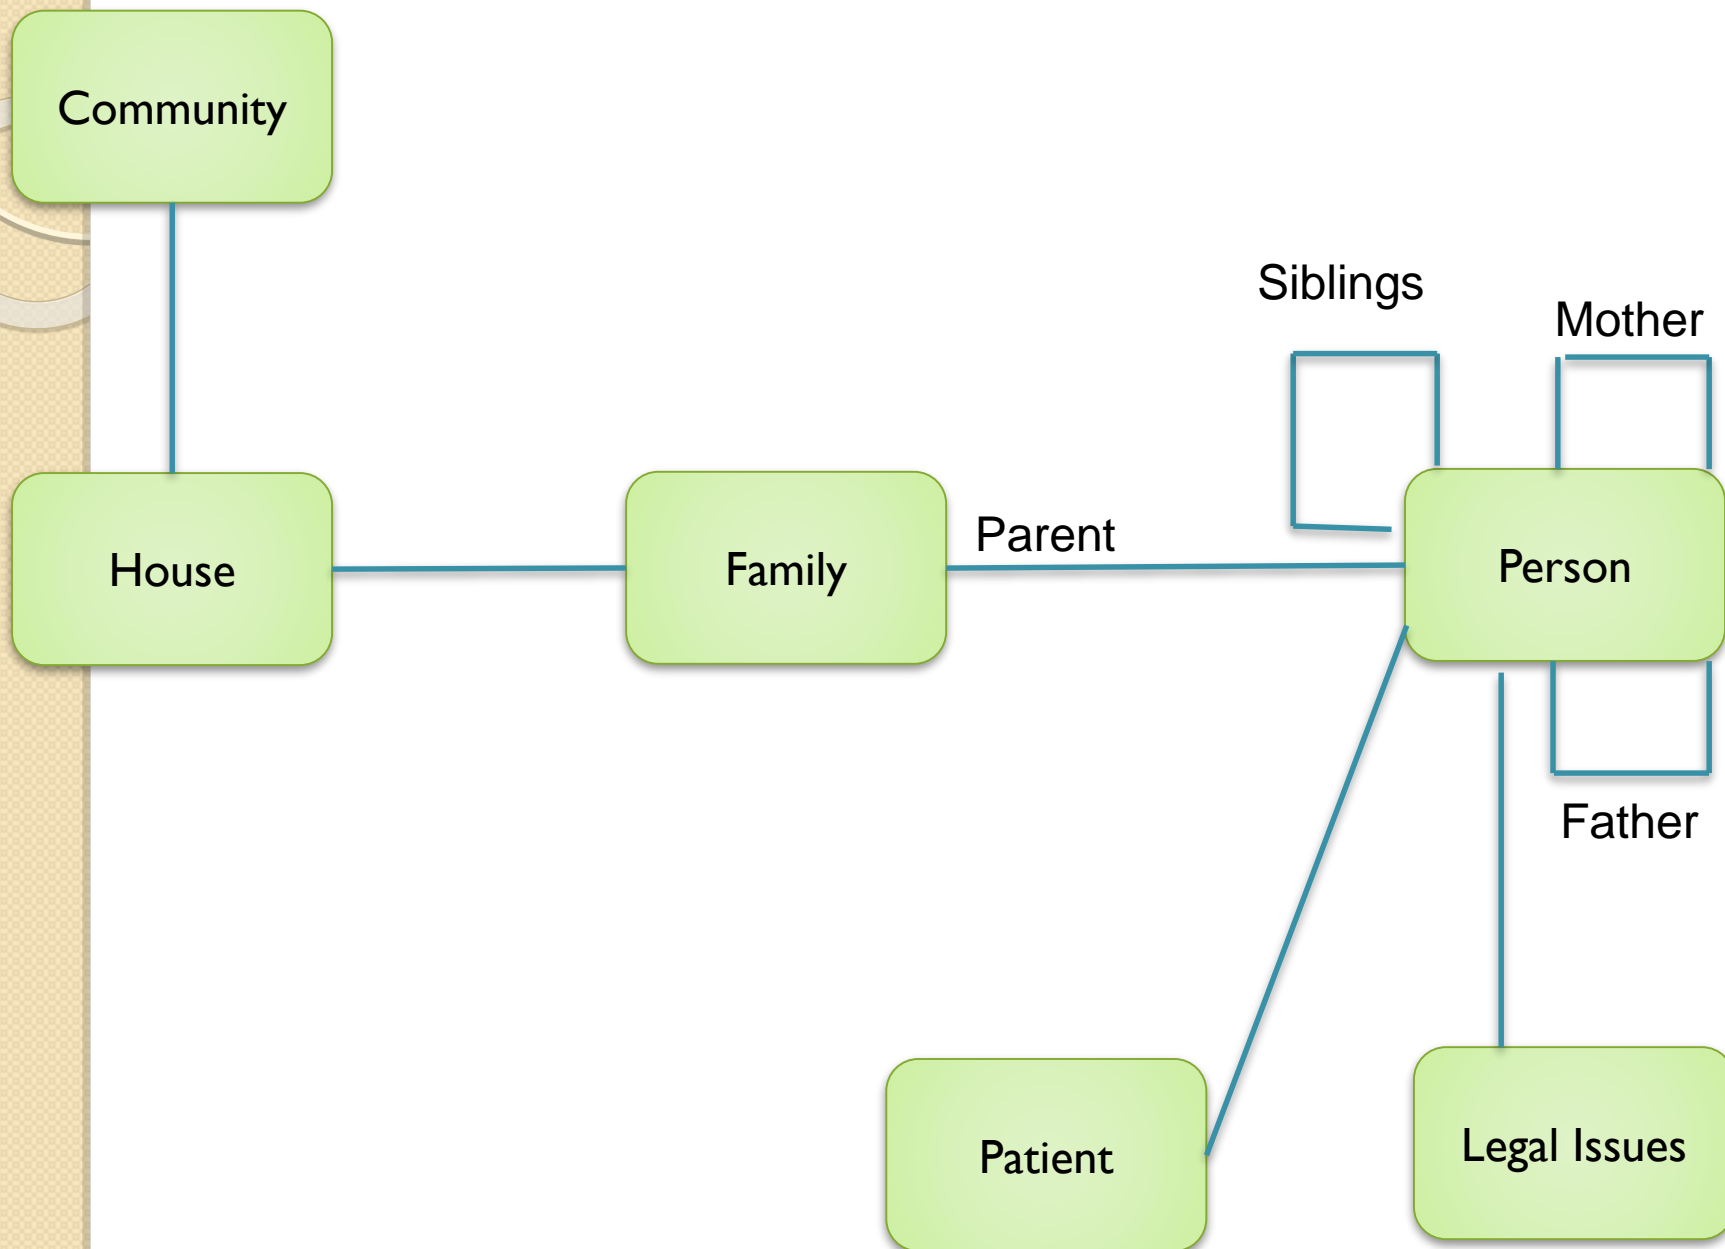 Community
Siblings
Mother
House
Family
Parent
Person
Father
Patient
Legal Issues